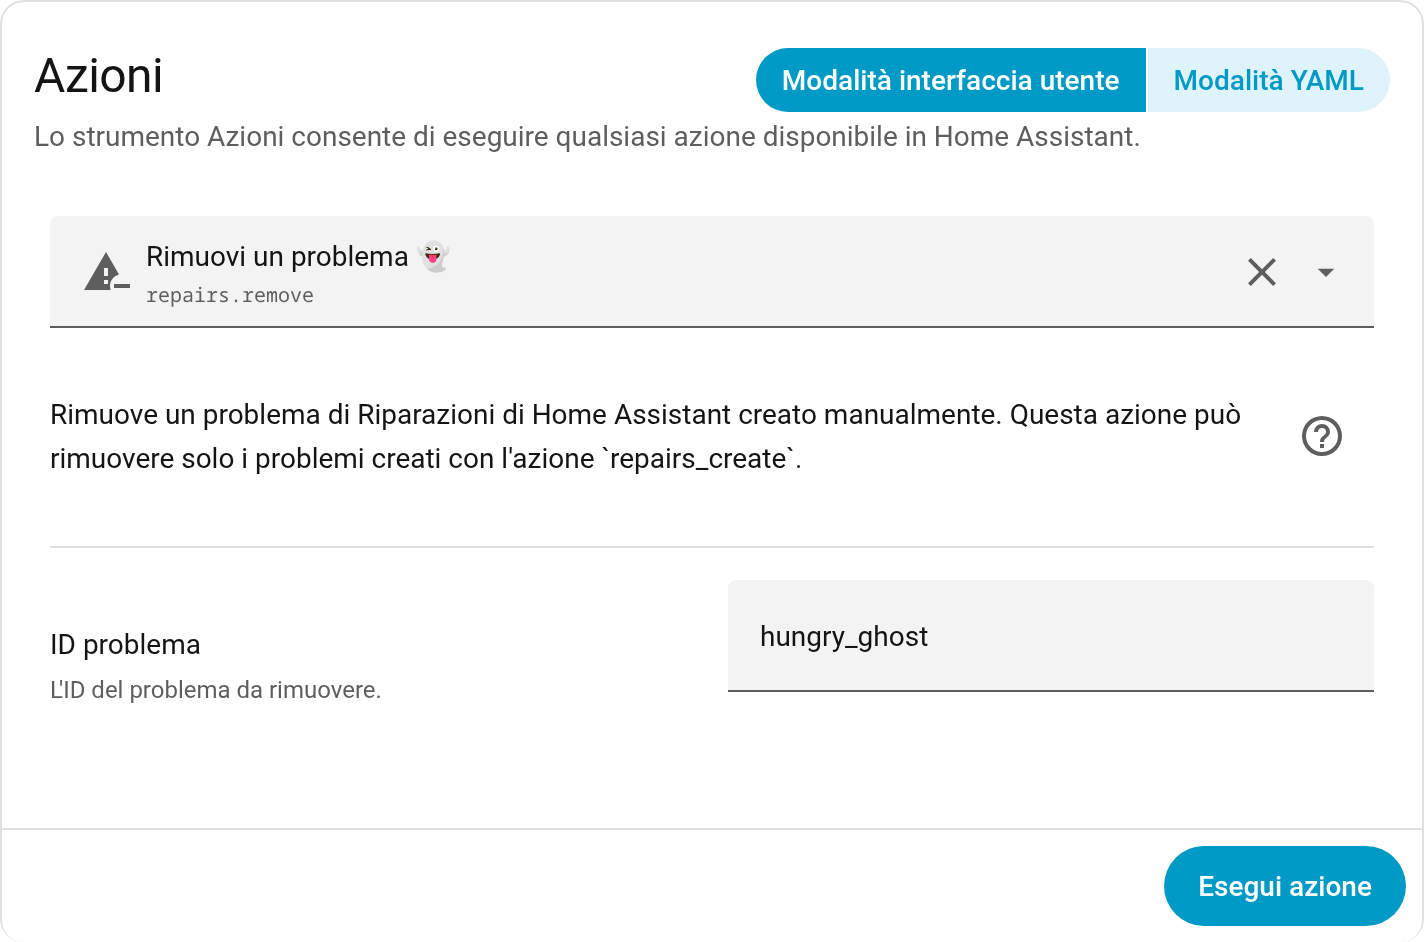 Azioni
Modalità interfaccia utente
Modalità YAML
Lo strumento Azioni consente di eseguire qualsiasi azione disponibile in Home Assistant.
Rimuovi un problema 👻
repairs.remove
Rimuove un problema di Riparazioni di Home Assistant creato manualmente. Questa azione può
rimuovere solo i problemi creati con l'azione `repairs_create`.
ID problema
L'ID del problema da rimuovere.
hungry_ghost
Esegui azione